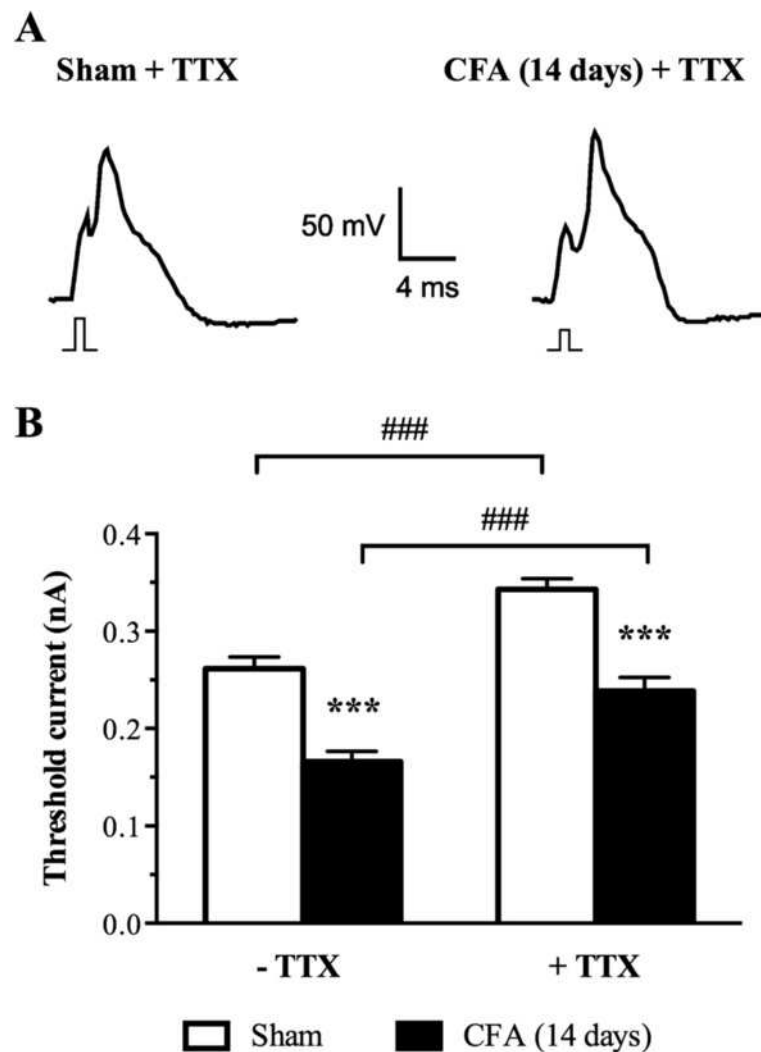 A
Sham + TTX CFA (14 days) + TTX
50 mV
4 ms
B
###
###
0.4
0.3
0.2
0.1
0.0
Threshold current (nA)
***
***
- TTX + TTX
Sham CFA (14 days)